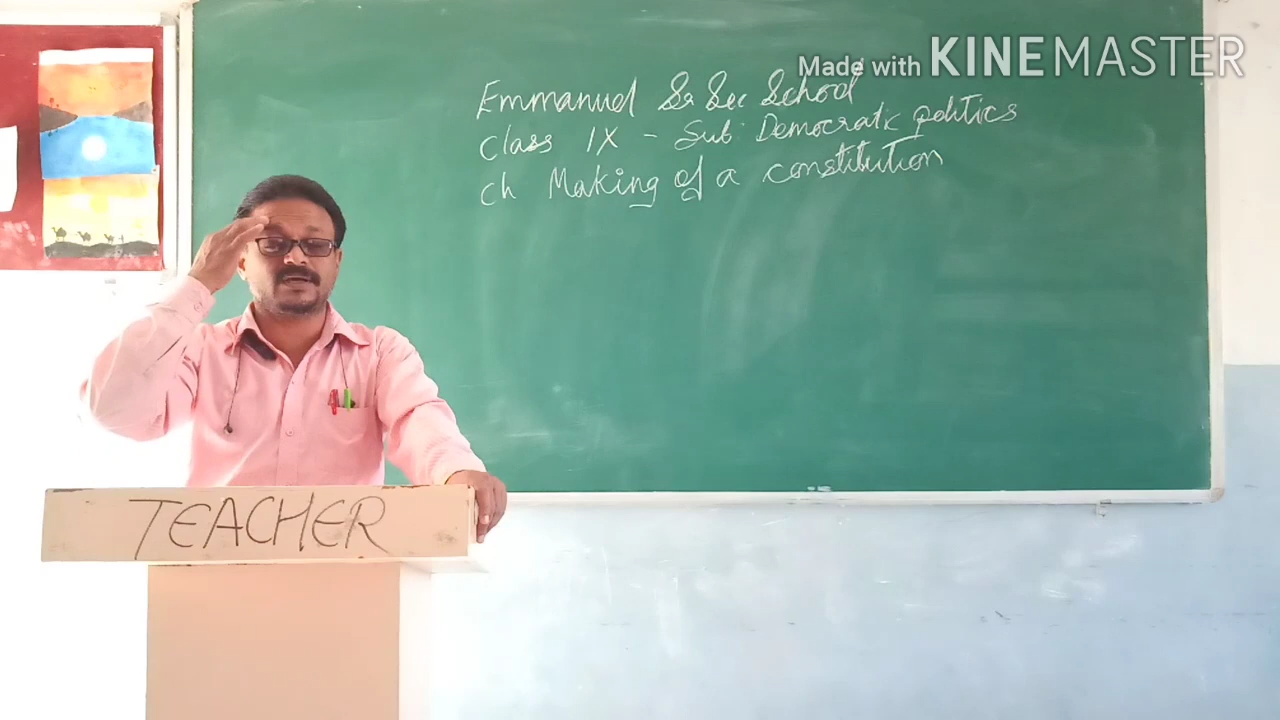 Made with KINEMASTER
Emmanuel Sr Sec School
Class IX - Sub: Democratic politics
Ch Making of a constitution
TEACHER